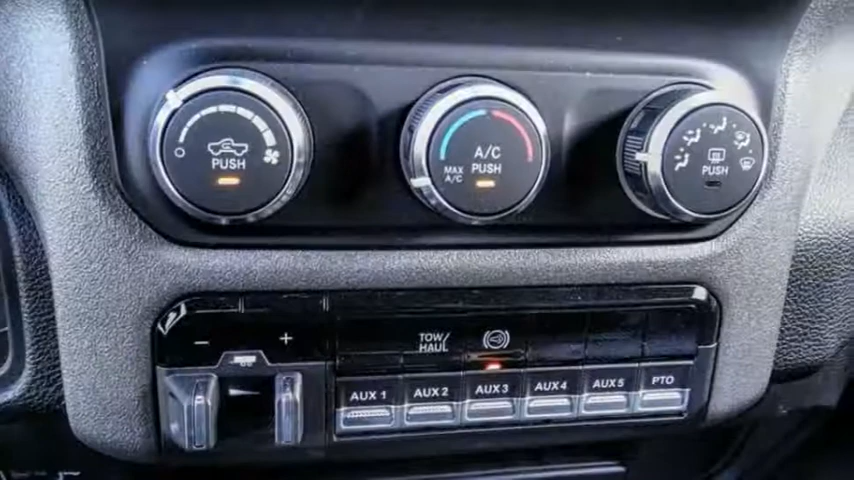 PUSH
A/C
PUSH
MAX
A/C
PUSH
TOW/
HAUL
AUX 1
AUX 2
AUX 3
AUX 4
AUX 5
PTO